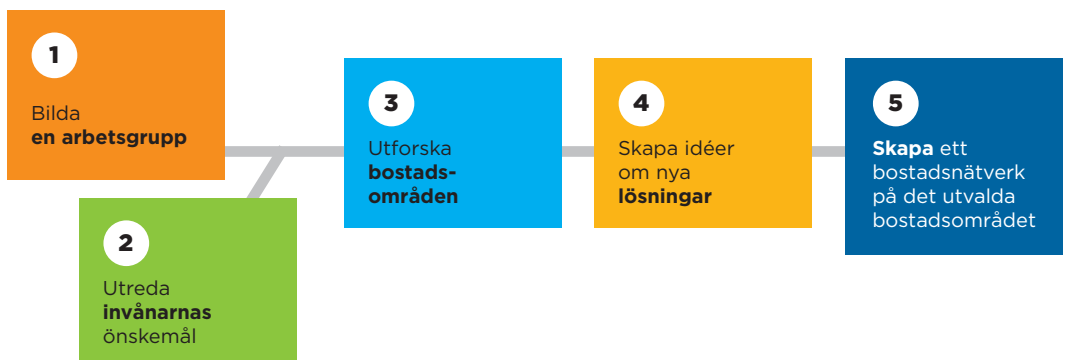 1
Bilda
en arbetsgrupp
2
Utreda
invånarnas
önskemål
3
Utforska
bostads-
områden
4
Skapa idéer
om nya
lösningar
5
Skapa ett
bostadsnätverk
på det utvalda
bostadsområdet